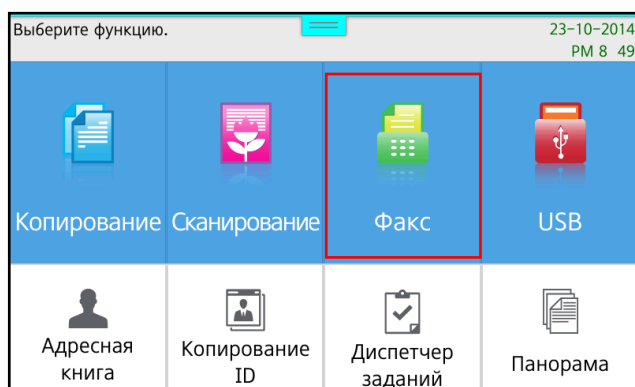 Выберите функцию.
23-10-2014
PM 8 49
Копирование
Сканирование
Факс
USB
Адресная
книга
Копирование
ID
Диспетчер
заданий
Панорама